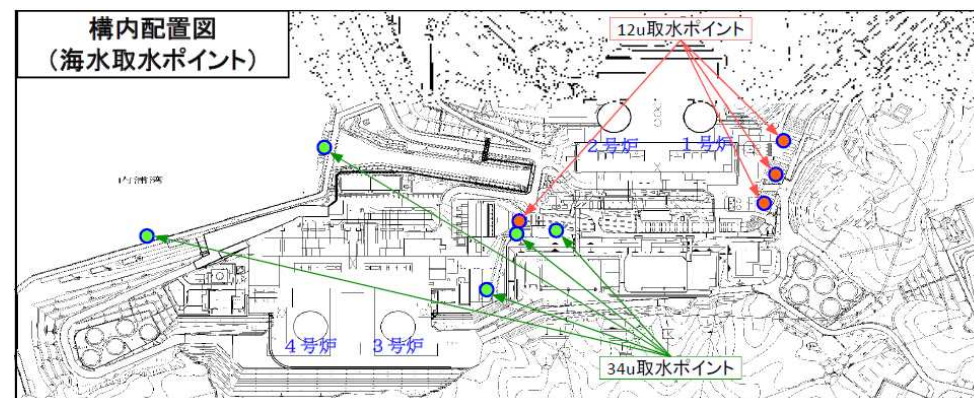 構内配置図
（海水取水ポイント）
12u取水ポイント
2号炉
1号炉
内浦湾
4号炉
3号炉
34u取水ポイント